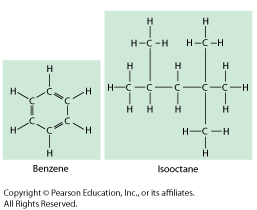 H
H H
H—C—H H—C—H
H H
H H H
H C H
C C H—C—C—C—C—C—H
C C
H C H H H H H
H H—C—H
H
Benzene Isooctane
Copyright © Pearson Education, Inc., or its affiliates.
All Rights Reserved.